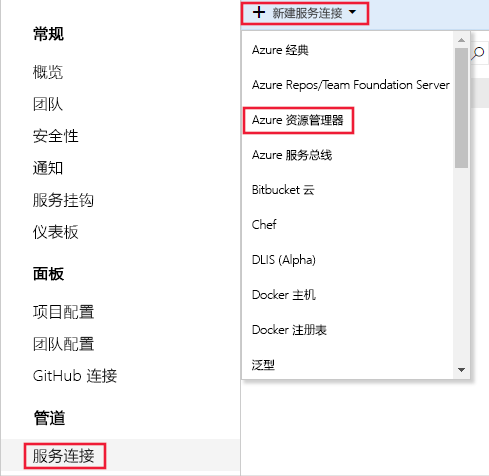 常规
概览
团队
安全性
通知
服务挂钩
仪表板
面板
项目配置
团队配置
GitHub 连接
管道
服务连接
新建服务连接
Azure 经典
Azure Repos/Team Foundation Server
Azure 资源管理器
Azure 服务总线
Bitbucket 云
Chef
DLIS (Alpha)
Docker 主机
Docker 注册表
泛型